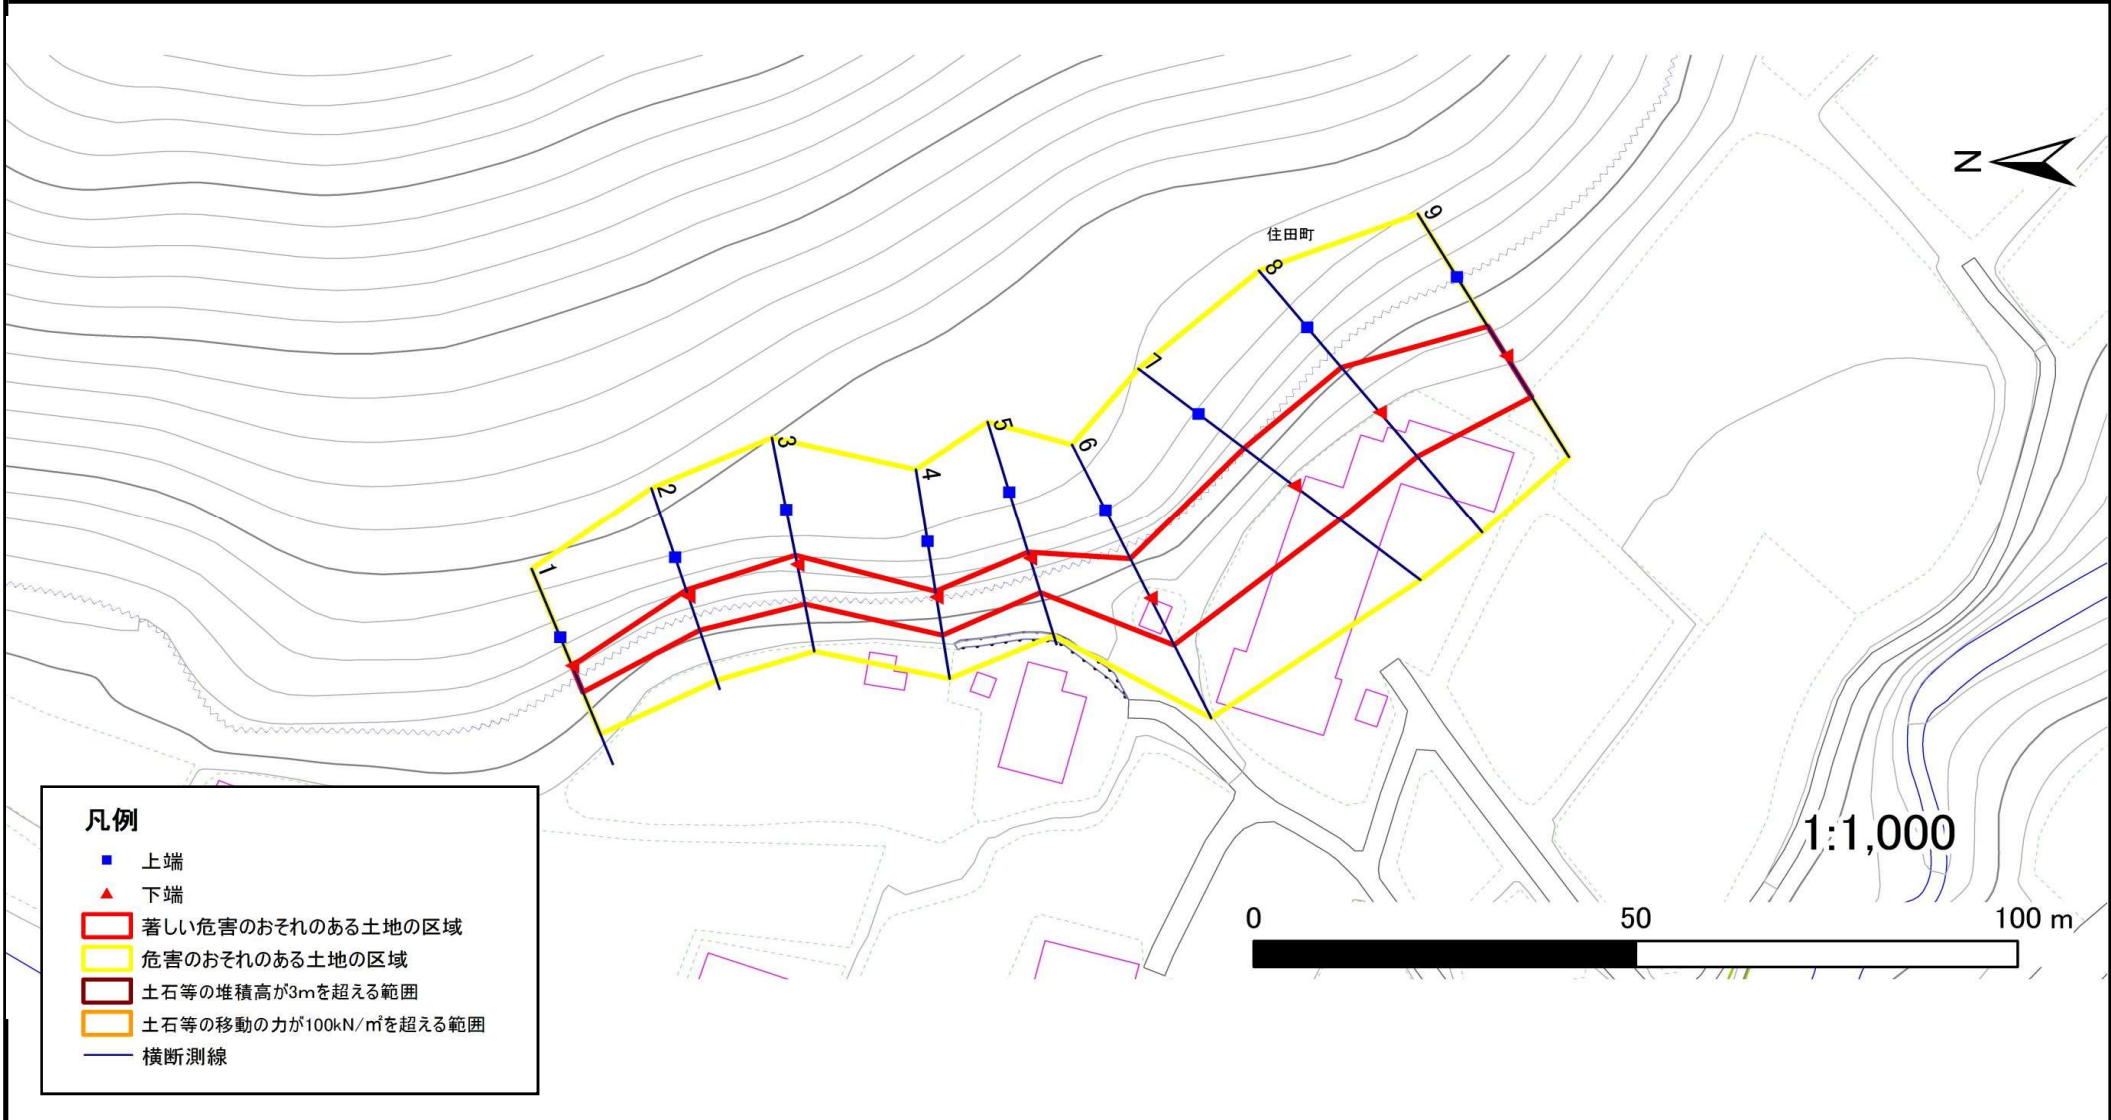 N
住田町
9
8
7
6
5
4
3
2
1
凡例
上端
下端
著しい危害のおそれのある土地の区域
危害のおそれのある土地の区域
土石等の堆積高が3mを超える範囲
土石等の移動の力が100kN/㎡を超える範囲
横断測線
1:1,000
0 50 100 m